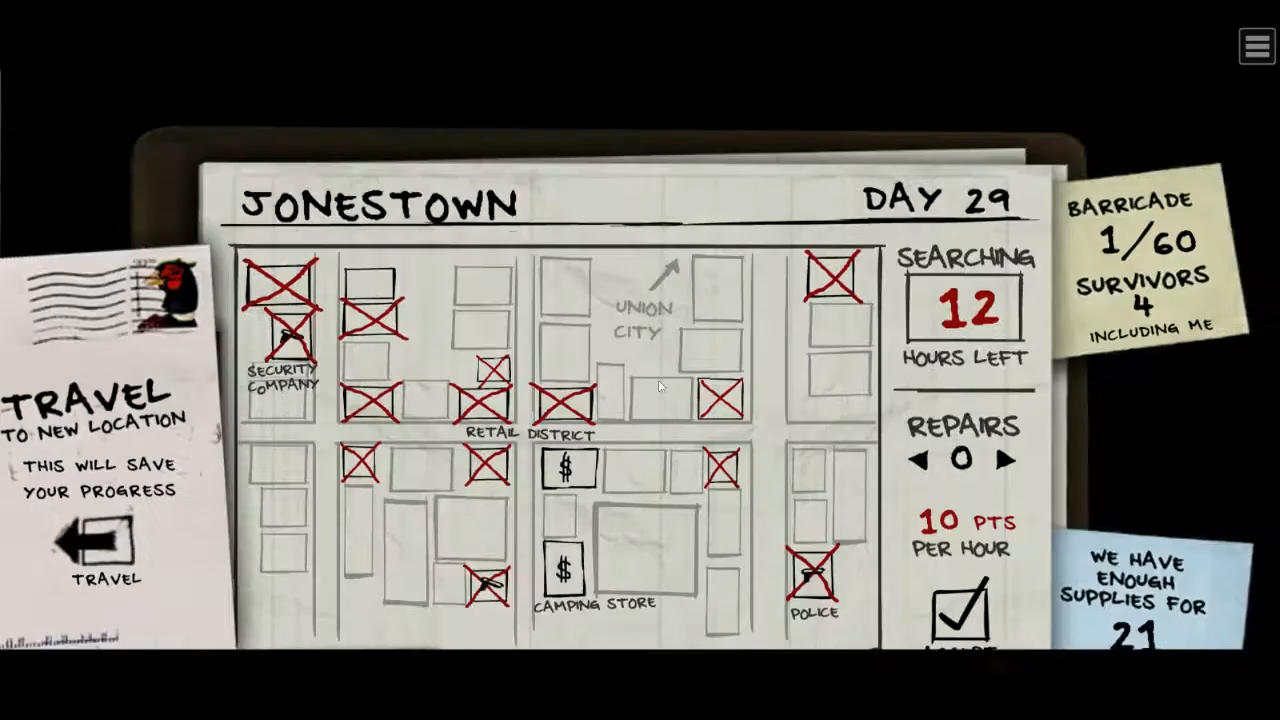 JONESTOWN
DAY 29
UNION
CITY
SECURITY
COMPANY
RETAIL DISTRICT
$
$
CAMPING STORE
POLICE
SEARCHING
12
HOURS LEFT
REPAIRS
0
10 PTS
PER HOUR
BARRICADE
1/60
SURVIVORS
4
INCLUDING ME
WE HAVE
ENOUGH
SUPPLIES FOR
21
TRAVEL
TO NEW LOCATION
THIS WILL SAVE
YOUR PROGRESS
TRAVEL